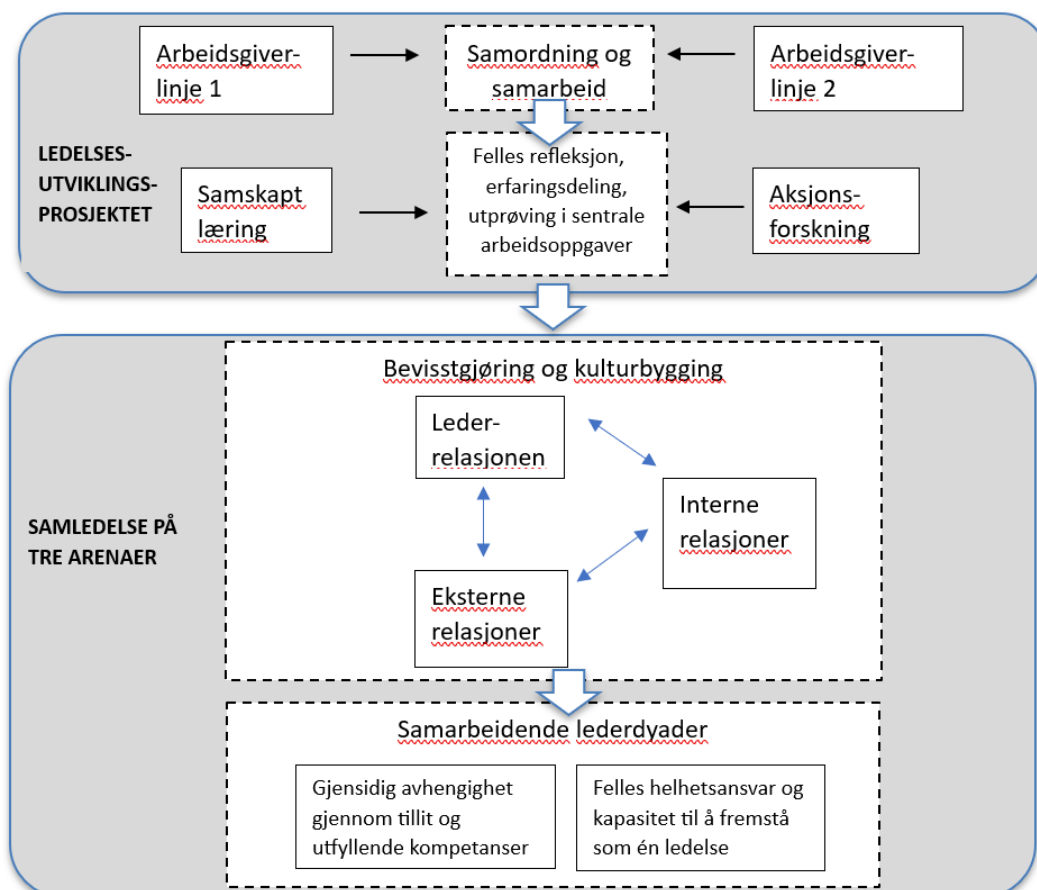 Arbeidsgiver-
linje 1
Samordning og
samarbeid
Arbeidsgiver-
linje 2
LEDELSES-
UTVIKLINGS-
PROSJEKTET
Samskapt
læring
Felles refleksjon,
erfaringsdeling,
utprøving i sentrale
arbeidsoppgaver
Aksjons-
forskning
SAMLEDELSE PÅ
TRE ARENAER
Bevisstgjøring og kulturbygging
Leder-
relasjonen
Interne
relasjoner
Eksterne
relasjoner
Samarbeidende lederdyader
Gjensidig avhengighet
gjennom tillit og
utfyllende kompetanser
Felles helhetsansvar og
kapasitet til å fremstå
som én ledelse